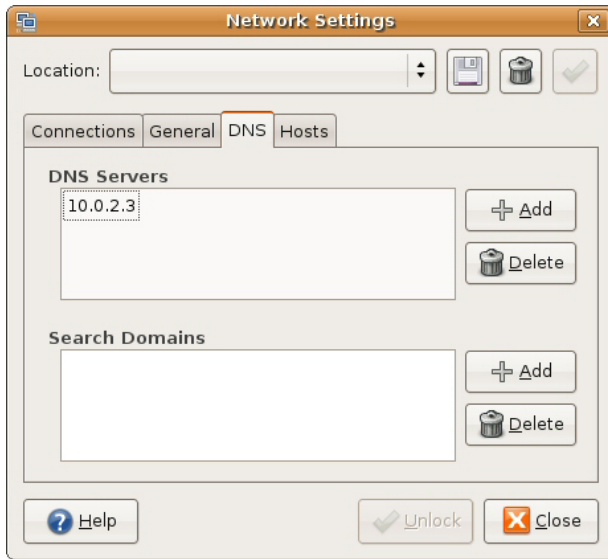 Network Settings
Location:
Connections General DNS Hosts
DNS Servers
10.0.2.3
Add
Delete
Search Domains
Add
Delete
Help
Unlock
Close